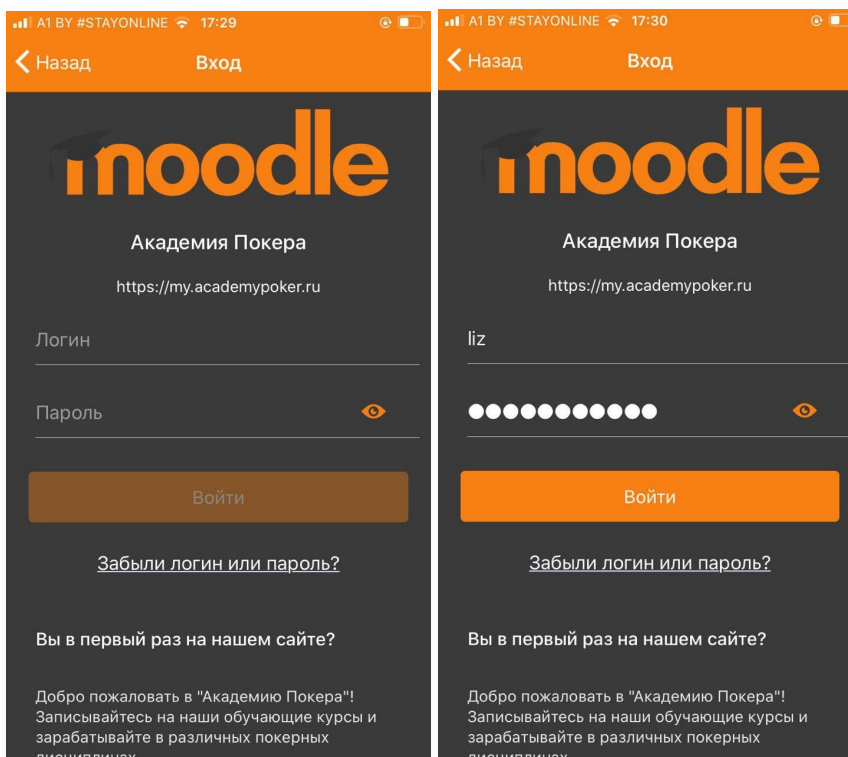 A1 BY #STAYONLINE 17:29
Назад Вход
moodle
Академия Покера
https://my.academypoker.ru
Логин
Пароль
Войти
Забыли логин или пароль?
Вы в первый раз на нашем сайте?
Добро пожаловать в "Академию Покера"!
Записывайтесь на наши обучающие курсы и
зарабатывайте в различных покерных
дисциплинах
A1 BY #STAYONLINE 17:30
Назад Вход
moodle
Академия Покера
https://my.academypoker.ru
liz
●●●●●●●●●●●
Войти
Забыли логин или пароль?
Вы в первый раз на нашем сайте?
Добро пожаловать в "Академию Покера"!
Записывайтесь на наши обучающие курсы и
зарабатывайте в различных покерных
дисциплинах